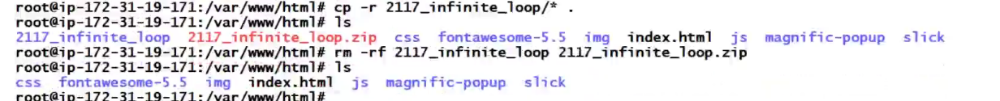 root@ip-172-31-19-171:/var/www/html# cp -r 2117_infinite_loop/* .
root@ip-172-31-19-171:/var/www/html# ls
2117_infinite_loop  2117_infinite_loop.zip  css  fontawesome-5.5  img  index.html  js  magnific-popup  slick
root@ip-172-31-19-171:/var/www/html# rm -rf 2117_infinite_loop 2117_infinite_loop.zip
root@ip-172-31-19-171:/var/www/html# ls
css  fontawesome-5.5  img  index.html  js  magnific-popup  slick
root@ip-172-31-19-171:/var/www/html#